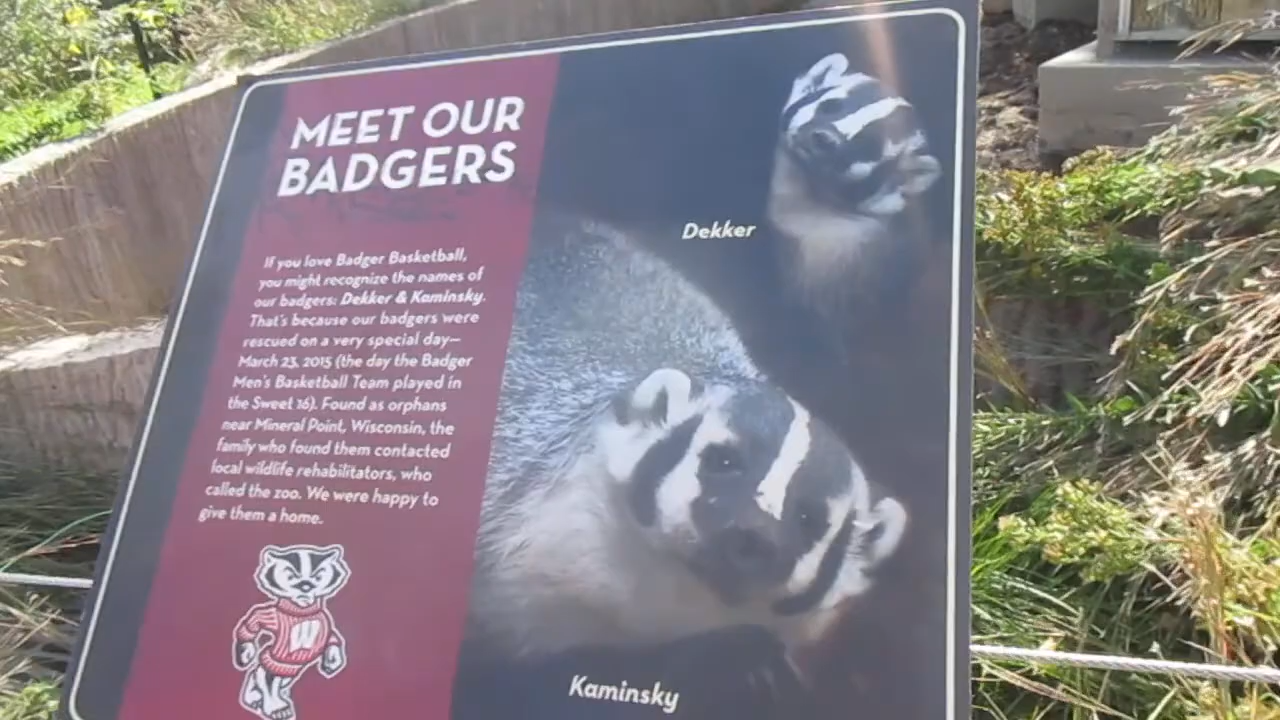 MEET OUR
BADGERS
If you love Badger Basketball,
you might recognize the names of
our badgers: Dekker & Kaminsky.
That's because our badgers were
rescued on a very special day—
March 23, 2015 (the day the Badger
Men's Basketball Team played in
the Sweet 16). Found as orphans
near Mineral Point, Wisconsin, the
family who found them contacted
local wildlife rehabilitators, who
called the zoo. We were happy to
give them a home.
W
Dekker
Kaminsky